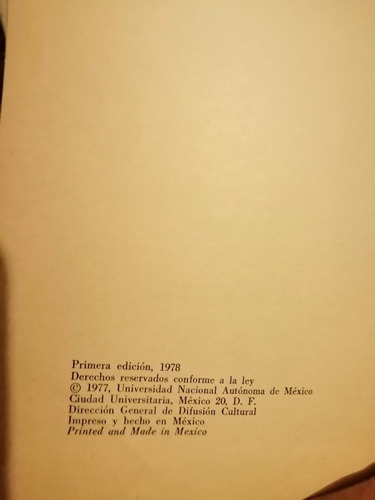 Primera edición, 1978
Derechos reservados conforme a la ley
© 1977, Universidad Nacional Autónoma de México
Ciudad Universitaria, México 20, D. F.
Dirección General de Difusión Cultural
Impreso y hecho en México
Printed and Made in Mexico